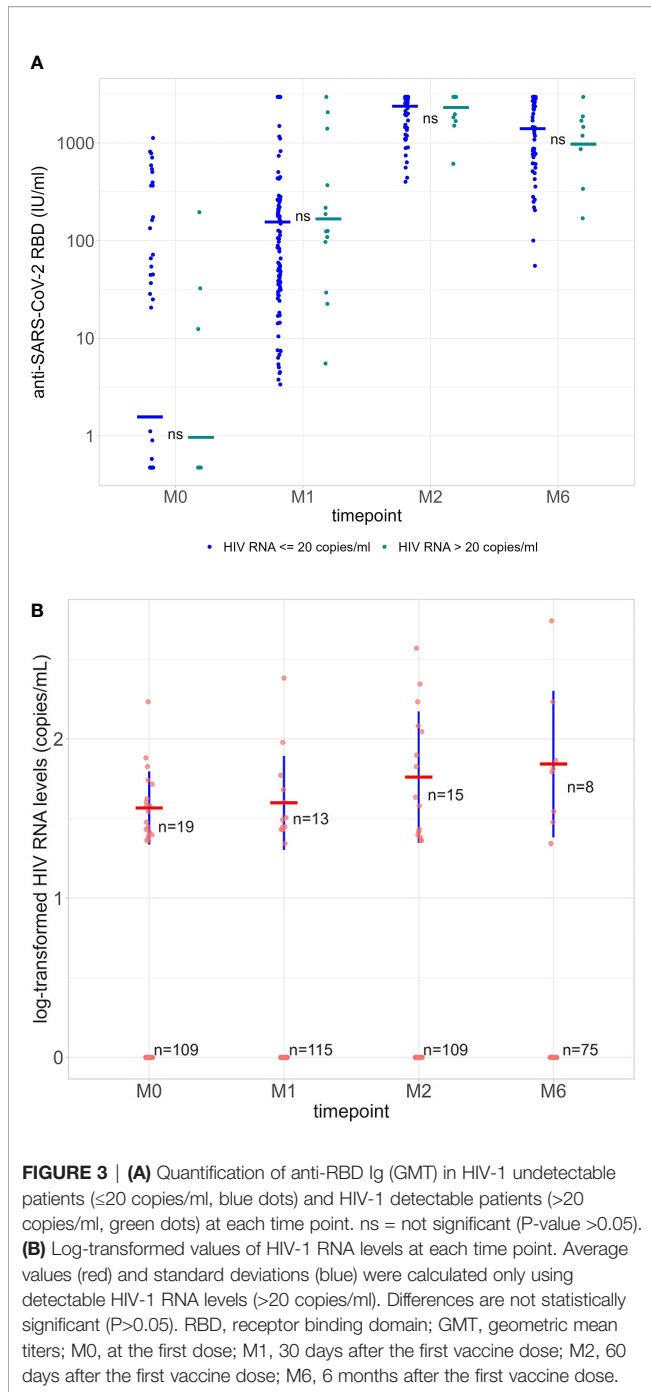 A
anti-SARS-CoV-2 RBD (IU/ml)
1000
100
10
1
ns
ns
ns
ns
M0 M1 M2 M6
timepoint
HIV RNA <= 20 copies/ml HIV RNA > 20 copies/ml
B
log-transformed HIV RNA levels (copies/mL)
2
1
0
n=19
n=13
n=15
n=8
n=109
n=115
n=109
n=75
M0 M1 M2 M6
timepoint
FIGURE 3 | (A) Quantification of anti-RBD Ig (GMT) in HIV-1 undetectable
patients (≤20 copies/ml, blue dots) and HIV-1 detectable patients (>20
copies/ml, green dots) at each time point. ns = not significant (P-value >0.05).
(B) Log-transformed values of HIV-1 RNA levels at each time point. Average
values (red) and standard deviations (blue) were calculated only using
detectable HIV-1 RNA levels (>20 copies/ml). Differences are not statistically
significant (P>0.05). RBD, receptor binding domain; GMT, geometric mean
titers; M0, at the first dose; M1, 30 days after the first vaccine dose; M2, 60
days after the first vaccine dose; M6, 6 months after the first vaccine dose.